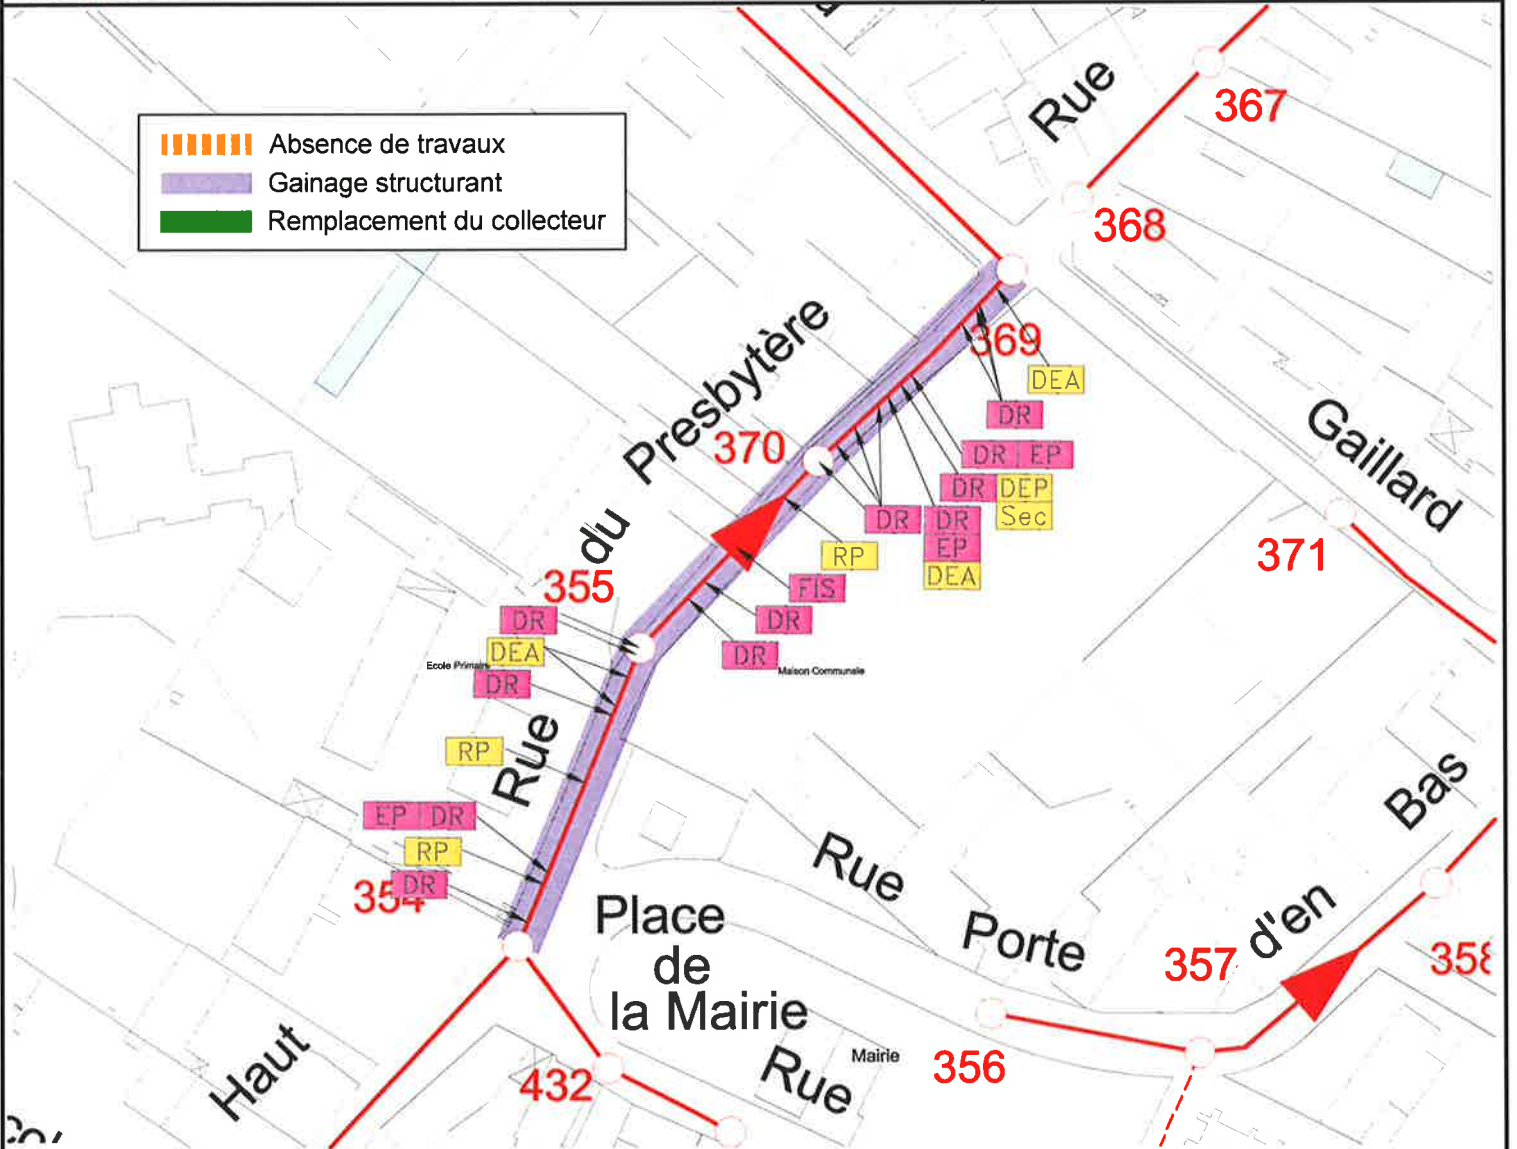 Absence de travaux
Gainage structurant
Remplacement du collecteur
Rue
367
368
369
DEA
DR
DR EP
DR DEP
Sec
DR
DR
EP
DEA
RP
FIS
DR
DR
Rue du Presbytère
370
355
DR
DEA
Ecole Primaire
DR
Maison Communale
RP
EP DR
RP
DR
354
Gaillard
371
Rue Porte d'en Bas
Place
de
la Mairie
357
358
356
Mairie
Rue
432
Haut